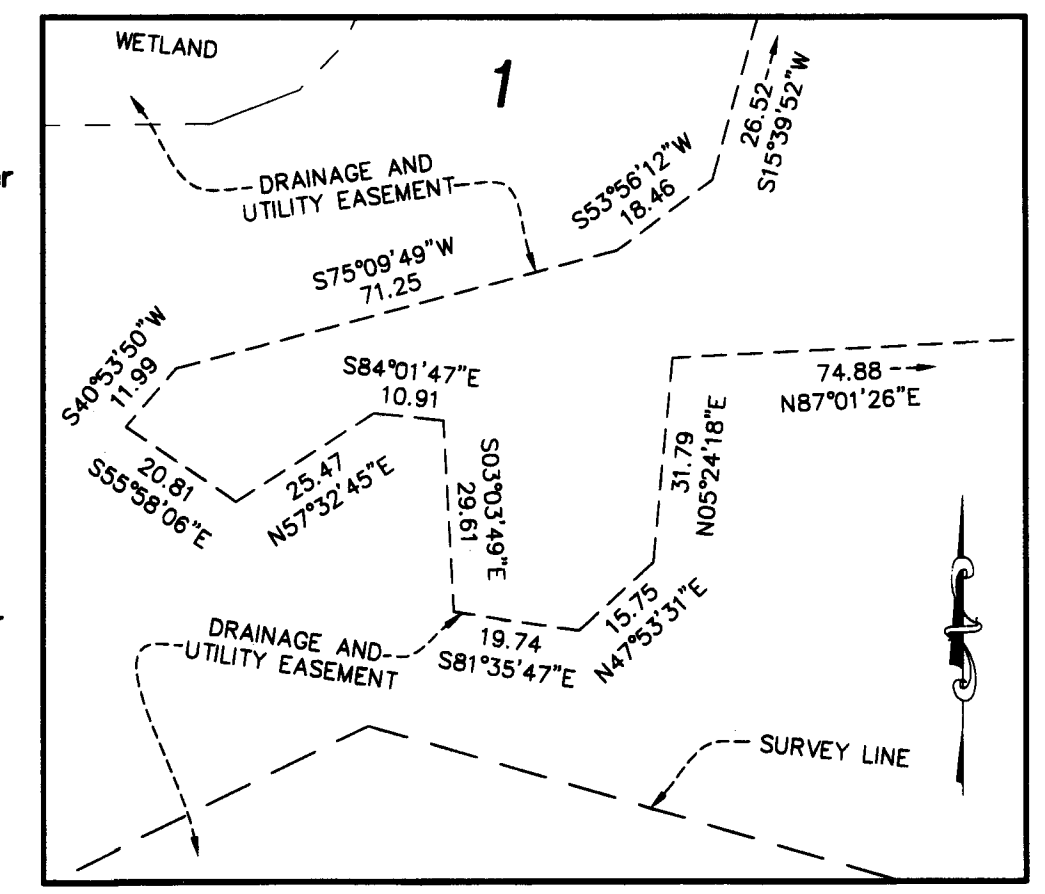 WETLAND
1
er
26.52
S15°39'52"W
DRAINAGE AND
UTILITY EASEMENT
S53°56'12"W
18.46
S75°09'49"W
71.25
S40°53'50"W
11.99
S84°01'47"E
10.91
74.88
N87°01'26"E
20.81
S55°58'06"E
25.47
N57°32'45"E
S03°03'49"E
29.61
31.79
N05°24'18"E
15.75
N47°53'31"E
19.74
S81°35'47"E
DRAINAGE AND
UTILITY EASEMENT
SURVEY LINE